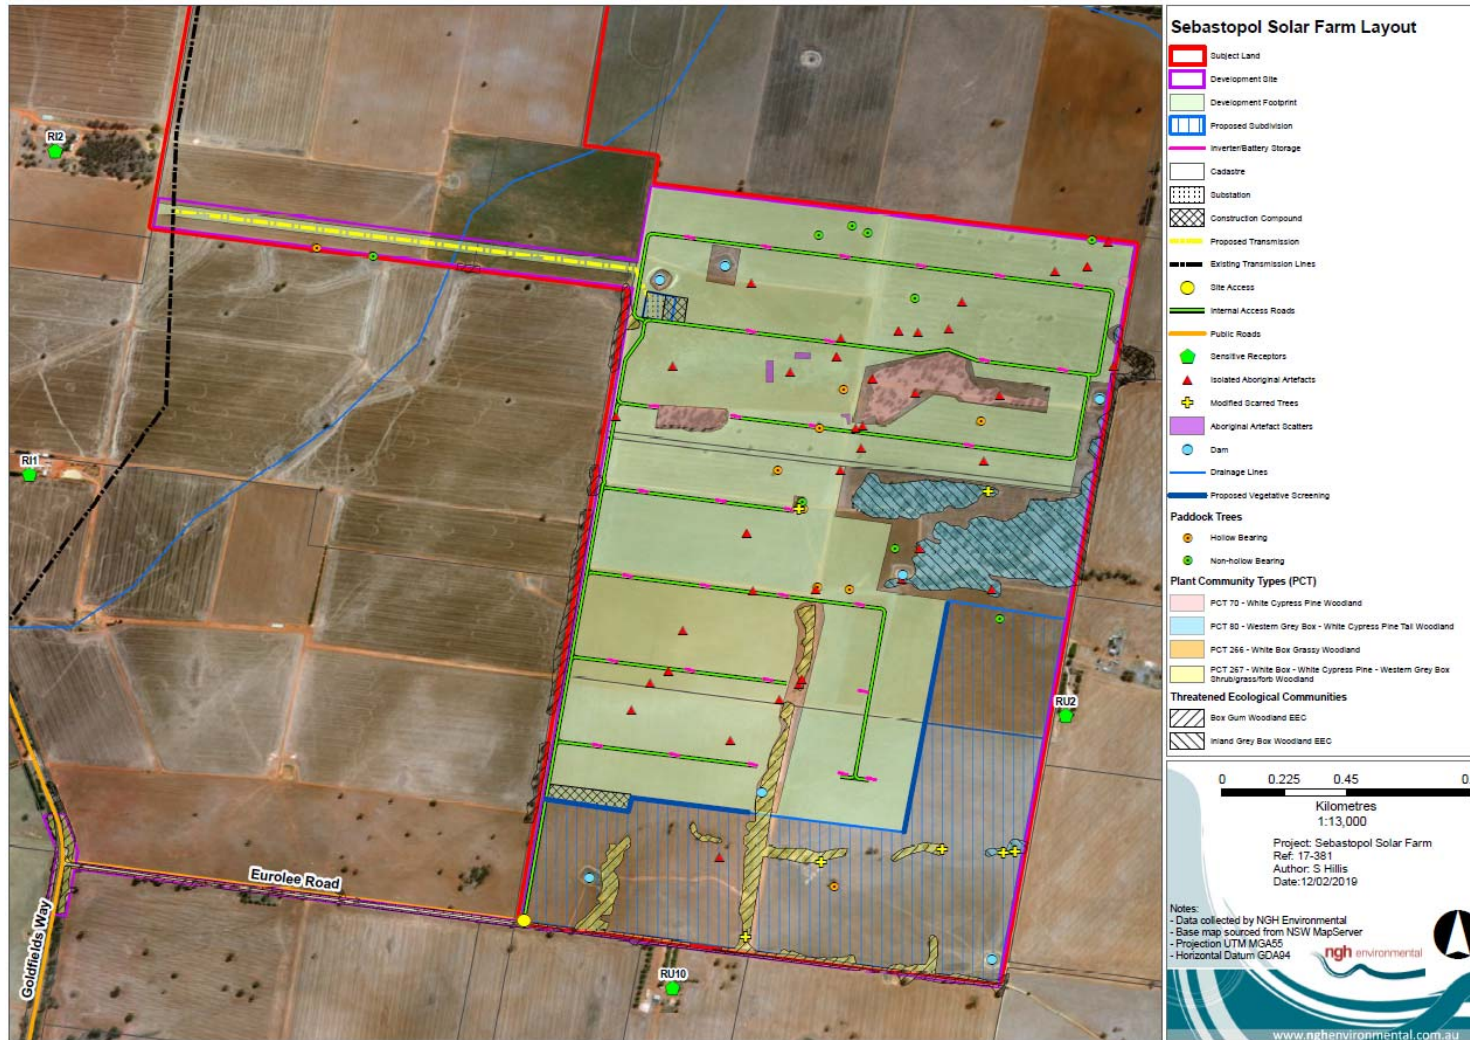 Sebastopol Solar Farm Layout
Subject Land
Development Site
Development Footprint
Proposed Subdivision
Inverter/Battery Storage
Cadastre
Substation
Construction Compound
Proposed Transmission
Existing Transmission Lines
Site Access
Internal Access Roads
Public Roads
Sensitive Receptors
Isolated Aboriginal Artefacts
Modified Scarred Trees
Aboriginal Artefact Scatters
Dam
Drainage Lines
Proposed Vegetative Screening
Paddock Trees
Hollow Bearing
Non-hollow Bearing
Plant Community Types (PCT)
PCT 70 - White Cypress Pine Woodland
PCT 80 - Western Grey Box - White Cypress Pine Tall Woodland
PCT 266 - White Box Grassy Woodland
PCT 267 - White Box - White Cypress Pine - Western Grey Box
Shrub/grass/forb Woodland
Threatened Ecological Communities
Box Gum Woodland EEC
Inland Grey Box Woodland EEC
0 0.225 0.45 0.
Kilometres
1:13,000
Project: Sebastopol Solar Farm
Ref: 17-381
Author: S Hillis
Date:12/02/2019
Notes:
- Data collected by NGH Environmental
- Base map sourced from NSW MapServer
- Projection UTM MGA55
- Horizontal Datum GDA94
ngh environmental
www.nghenvironmental.com.au
RI2
RI1
RU2
RU10
Eurolee Road
Goldfields Way